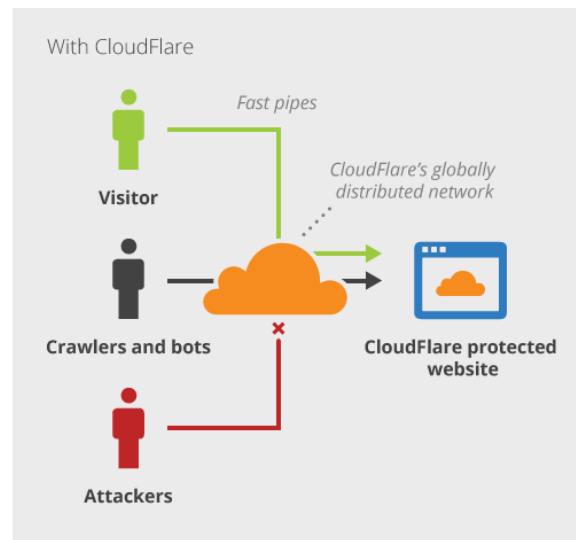 With CloudFlare
Fast pipes
CloudFlare's globally
distributed network
Visitor
Crawlers and bots
CloudFlare protected
website
Attackers